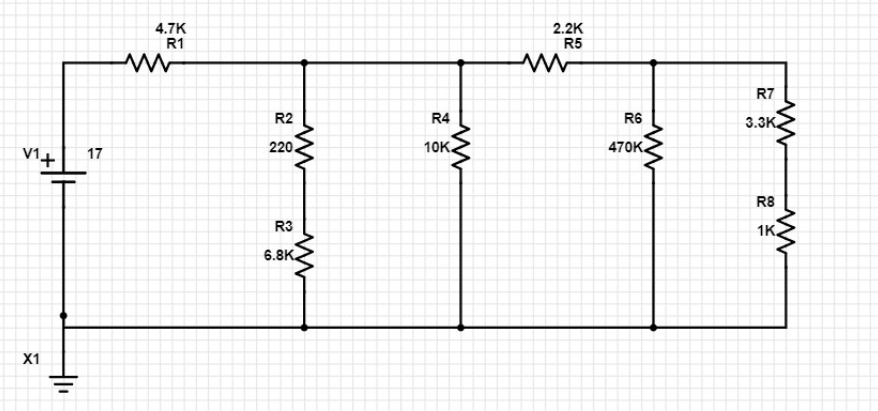 4.7K
R1
2.2K
R5
R7
3.3K
R2
220
R4
10K
R6
470K
V1
+
17
R8
1K
R3
6.8K
X1